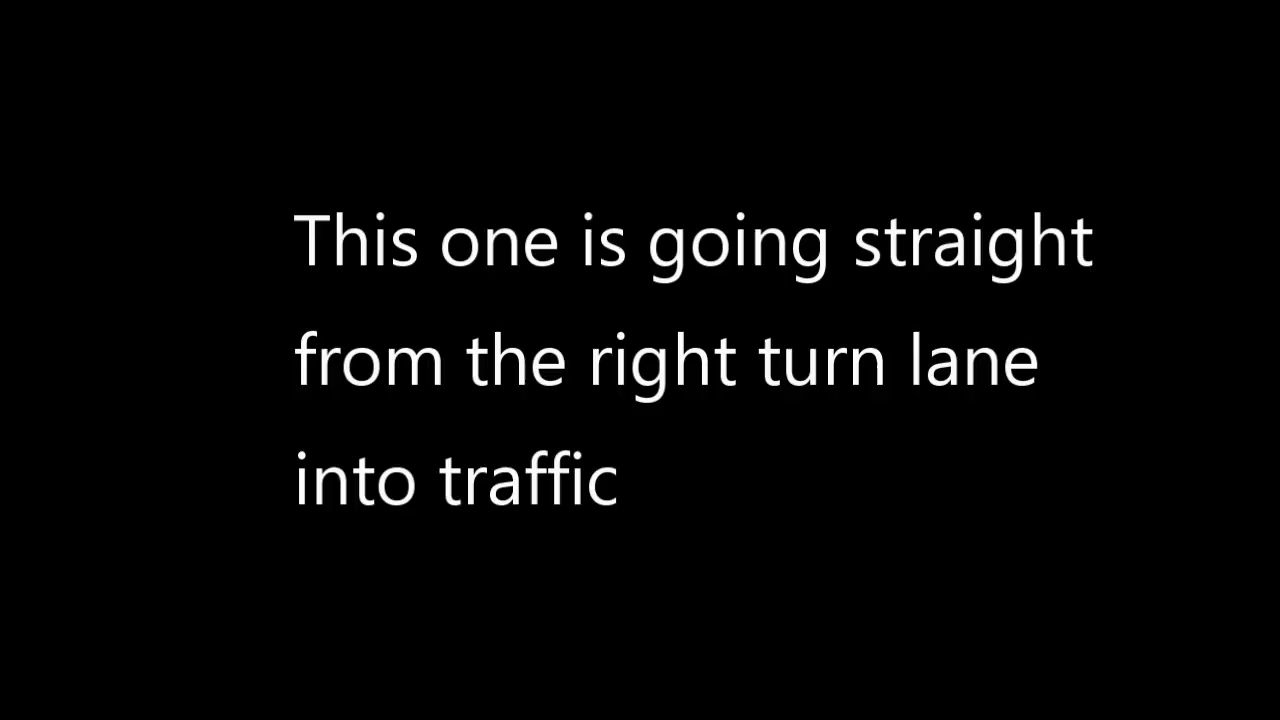 This one is going straight
from the right turn lane
into traffic